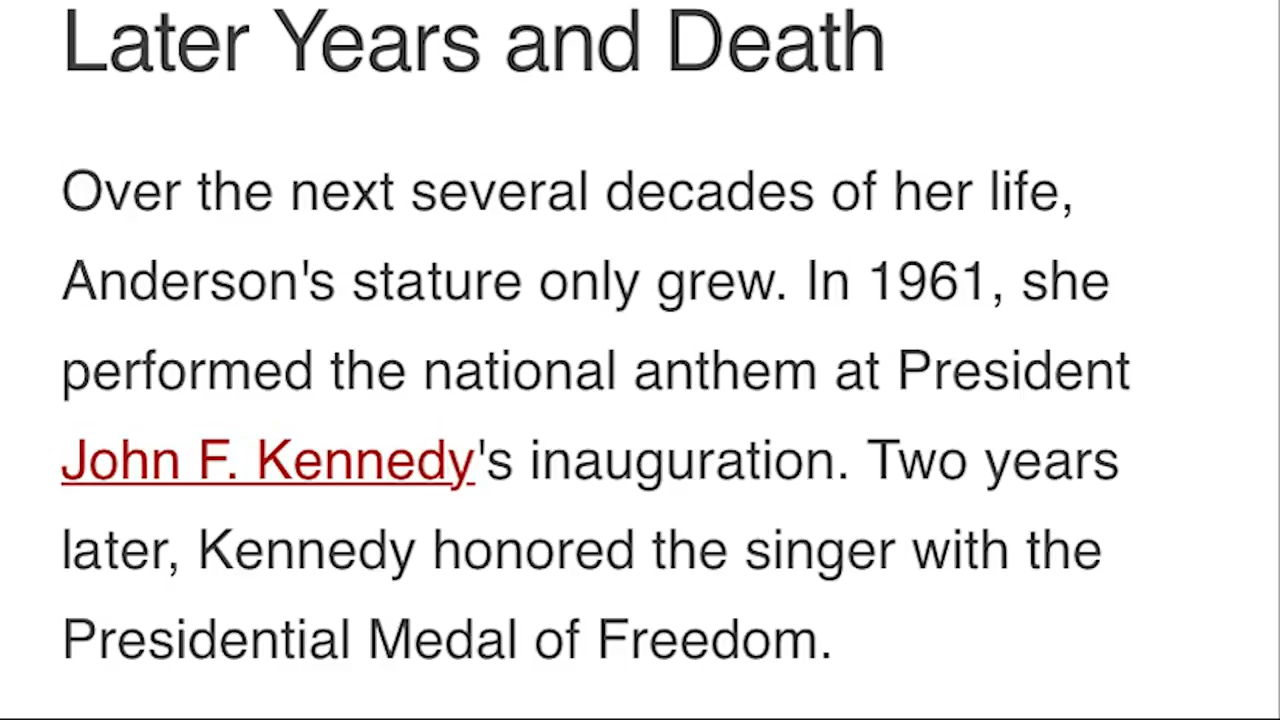 Later Years and Death
Over the next several decades of her life,
Anderson's stature only grew. In 1961, she
performed the national anthem at President
John F. Kennedy's inauguration. Two years
later, Kennedy honored the singer with the
Presidential Medal of Freedom.